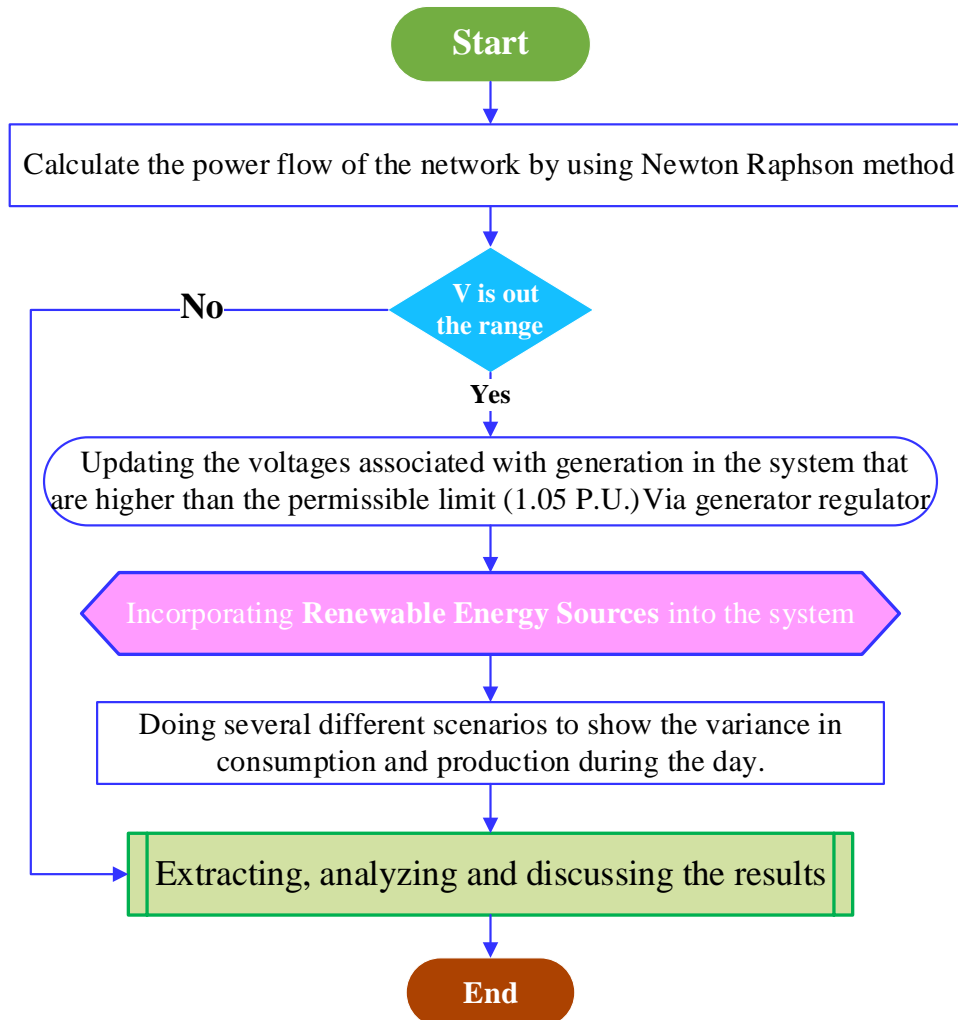 Start
Calculate the power flow of the network by using Newton Raphson method
V is out
the range
No
Yes
Updating the voltages associated with generation in the system that
are higher than the permissible limit (1.05 P.U.) Via generator regulator
Incorporating Renewable Energy Sources into the system
Doing several different scenarios to show the variance in
consumption and production during the day.
Extracting, analyzing and discussing the results
End